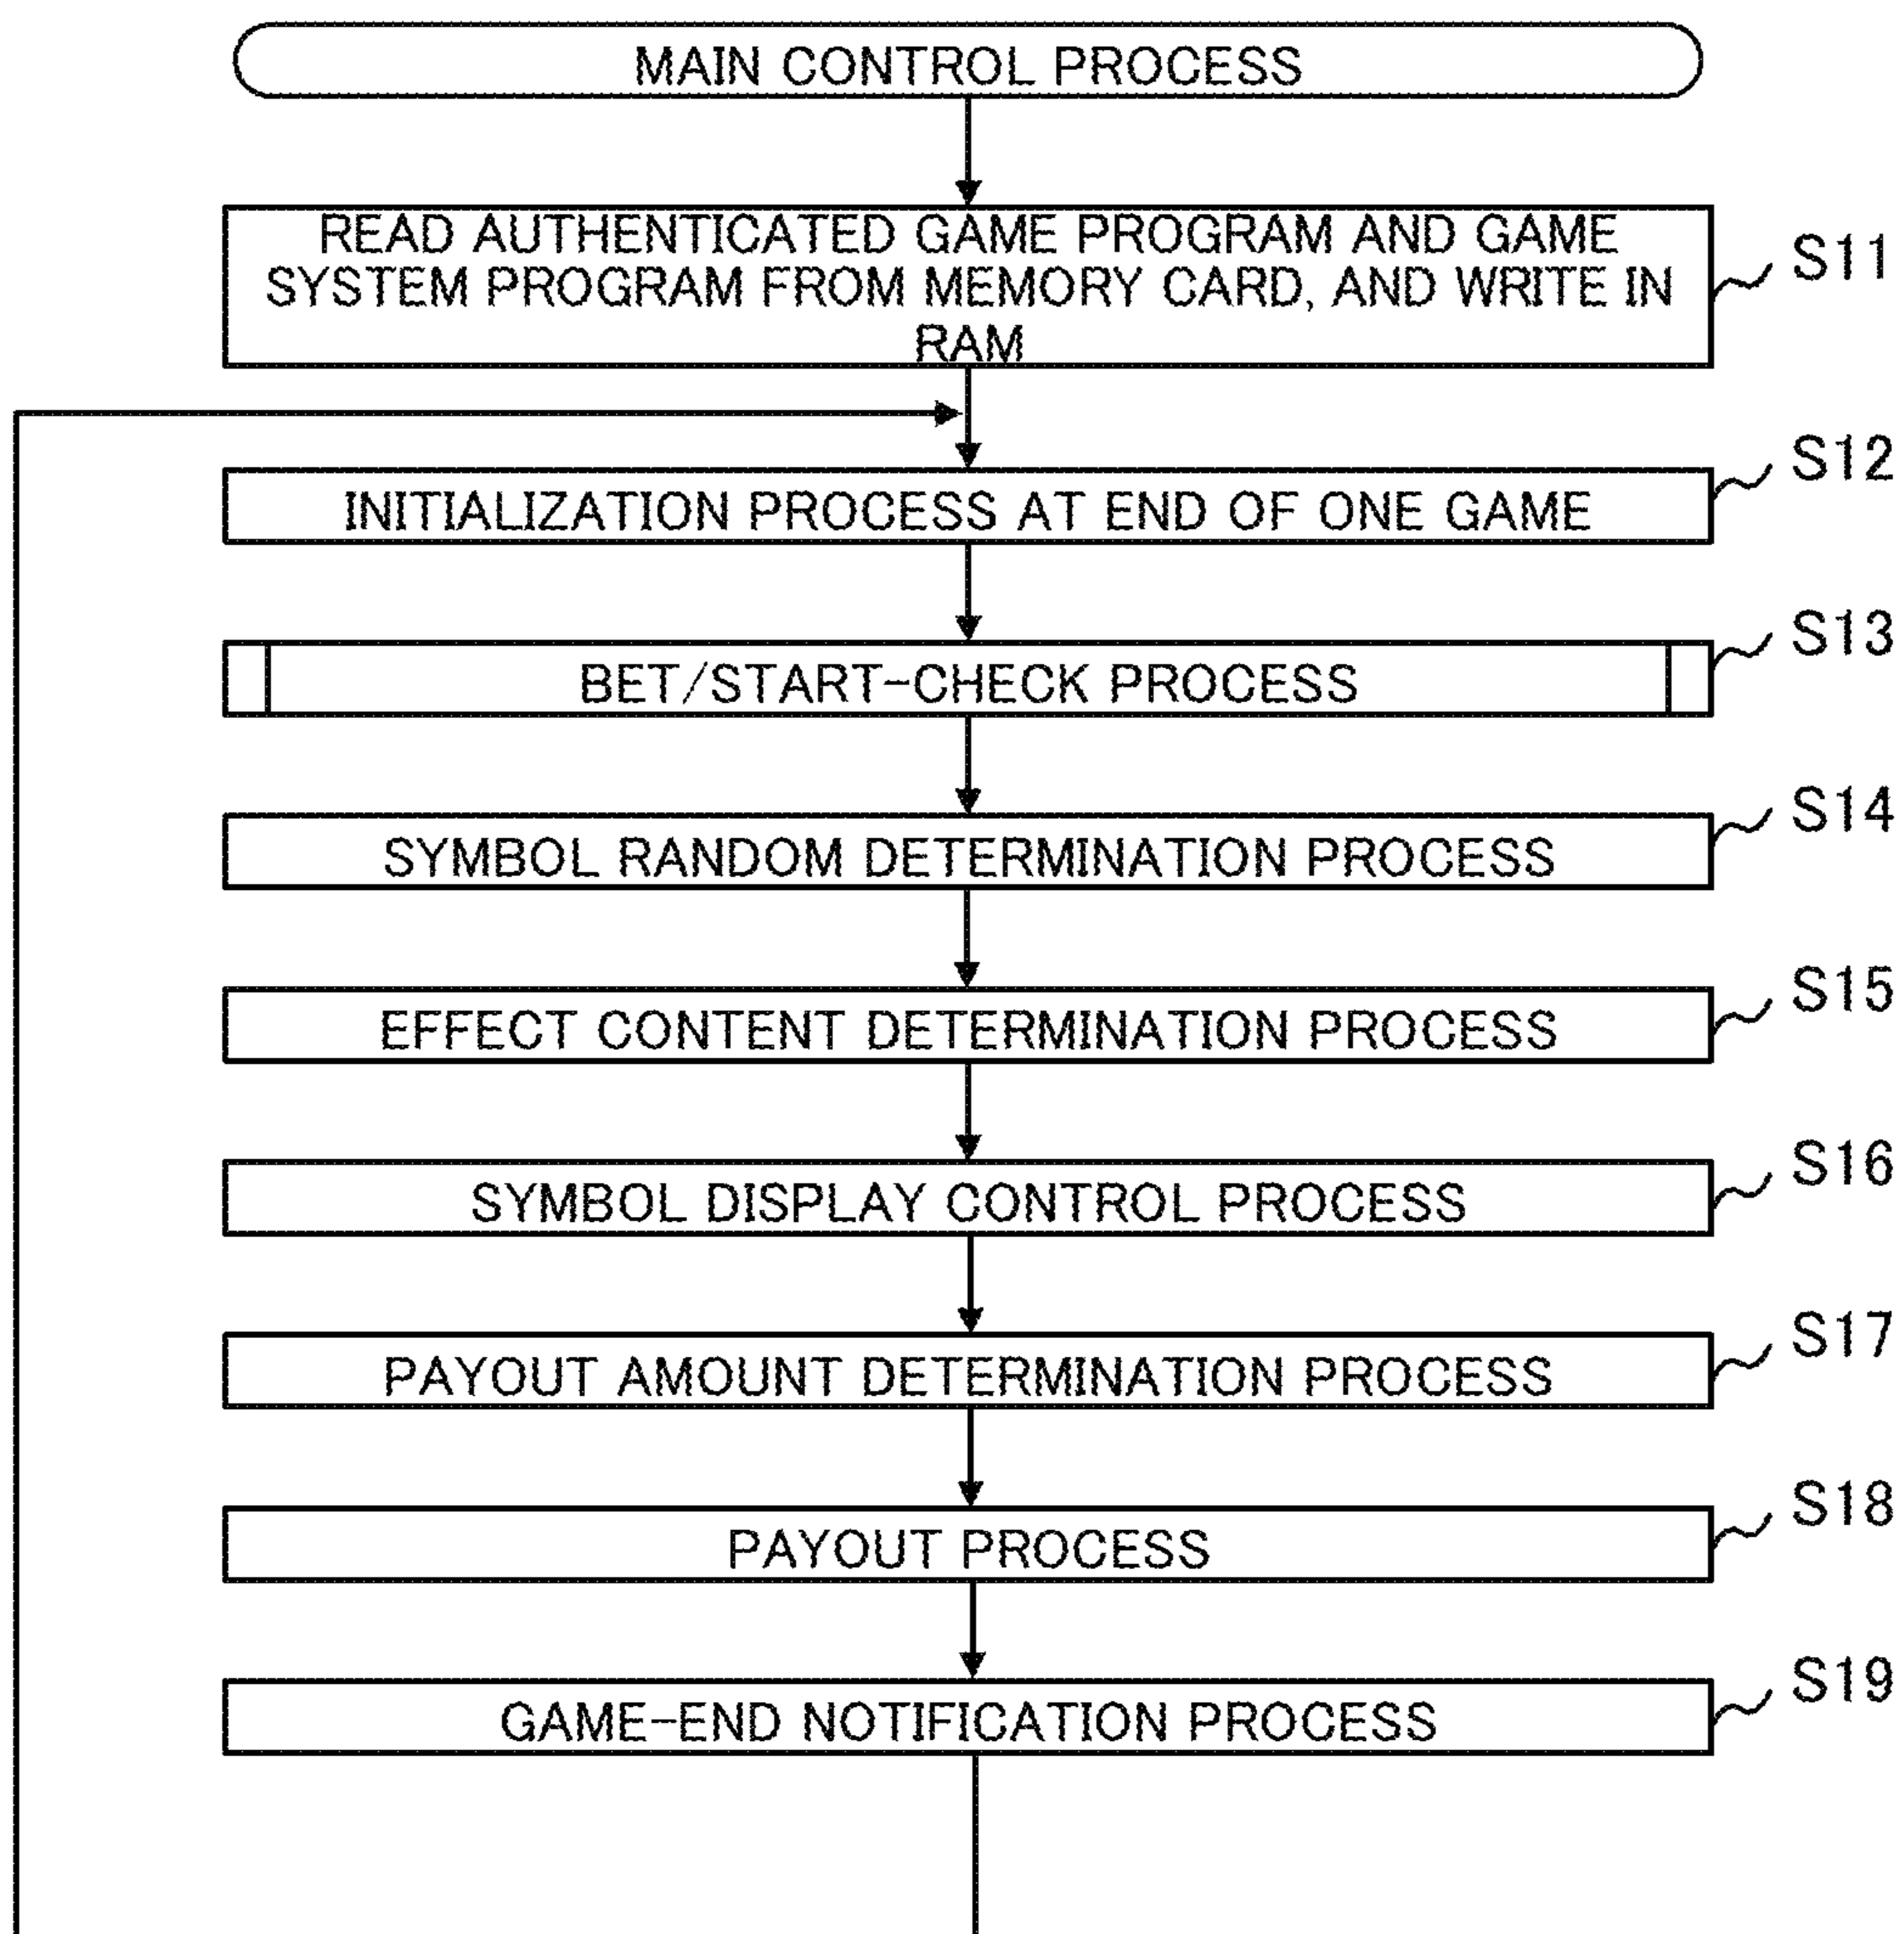 MAIN CONTROL PROCESS
READ AUTHENTICATED GAME PROGRAM AND GAME
SYSTEM PROGRAM FROM MEMORY CARD, AND WRITE IN
RAM
S11
S12
INITIALIZATION PROCESS AT END OF ONE GAME
S13
BET/START-CHECK PROCESS
S14
SYMBOL RANDOM DETERMINATION PROCESS
S15
EFFECT CONTENT DETERMINATION PROCESS
S16
SYMBOL DISPLAY CONTROL PROCESS
S17
PAYOUT AMOUNT DETERMINATION PROCESS
S18
PAYOUT PROCESS
S19
GAME-END NOTIFICATION PROCESS